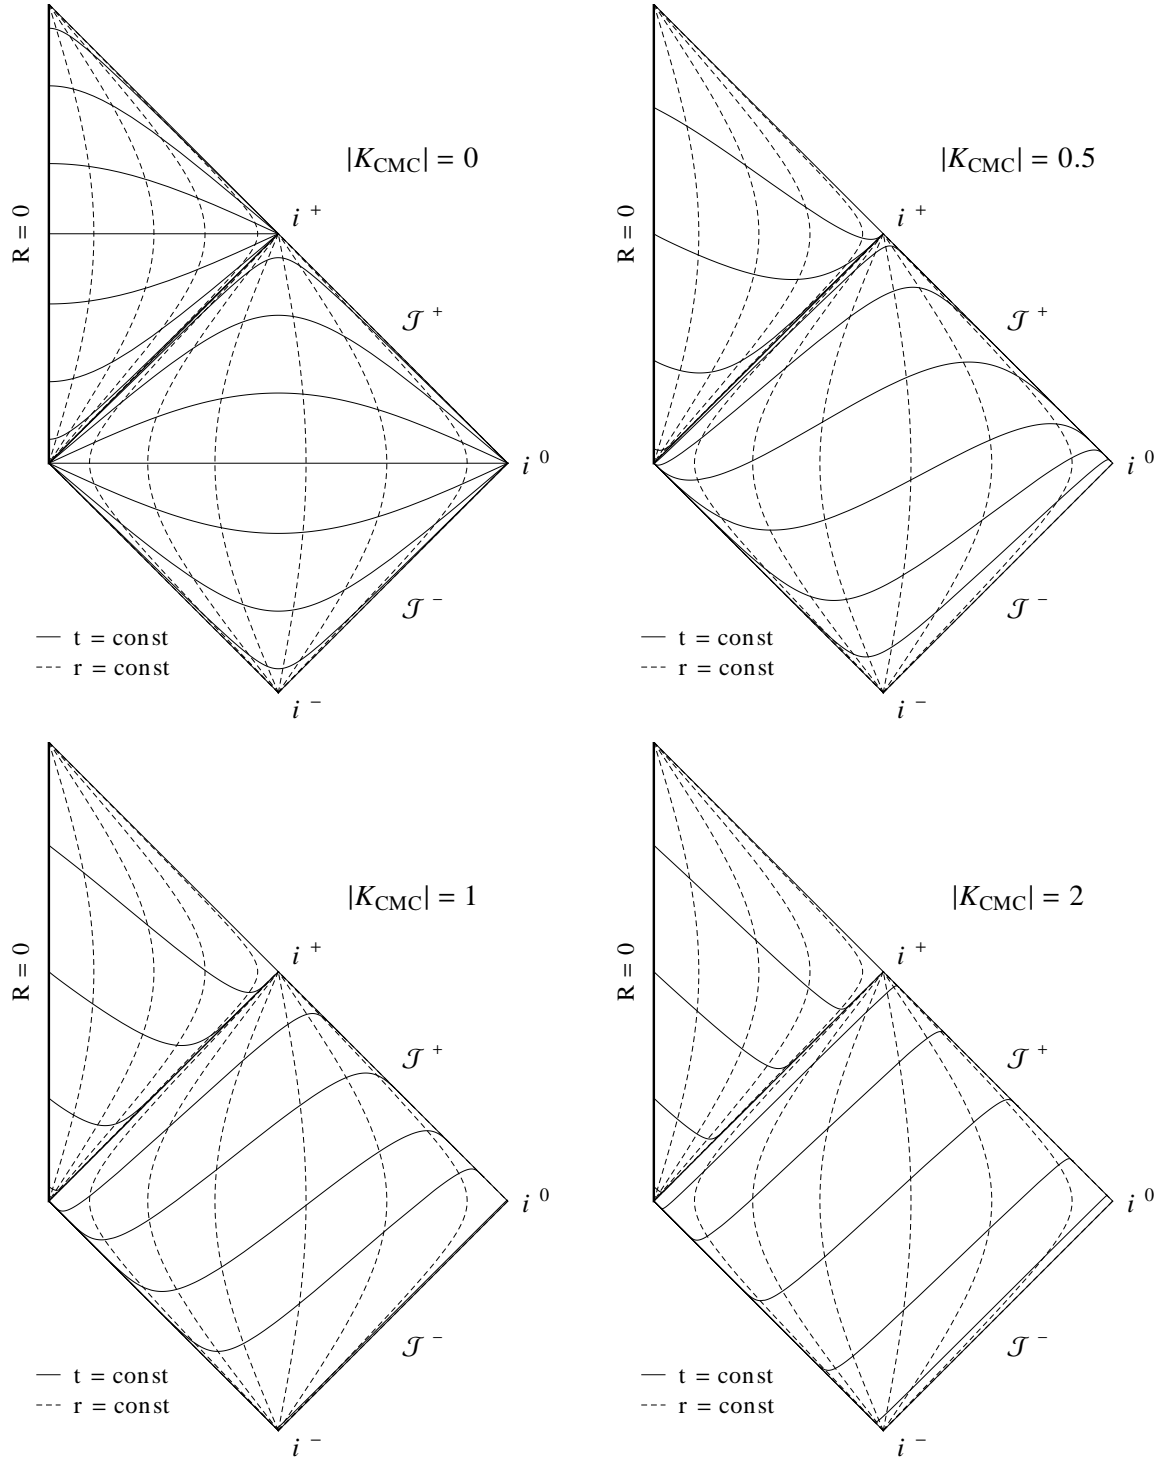 |K_CMC| = 0
R = 0
i +
𝒥 +
i 0
𝒥 −
t = const
r = const
i −
|K_CMC| = 0.5
R = 0
i +
𝒥 +
i 0
𝒥 −
t = const
r = const
i −
|K_CMC| = 1
R = 0
i +
𝒥 +
i 0
𝒥 −
t = const
r = const
i −
|K_CMC| = 2
R = 0
i +
𝒥 +
i 0
𝒥 −
t = const
r = const
i −